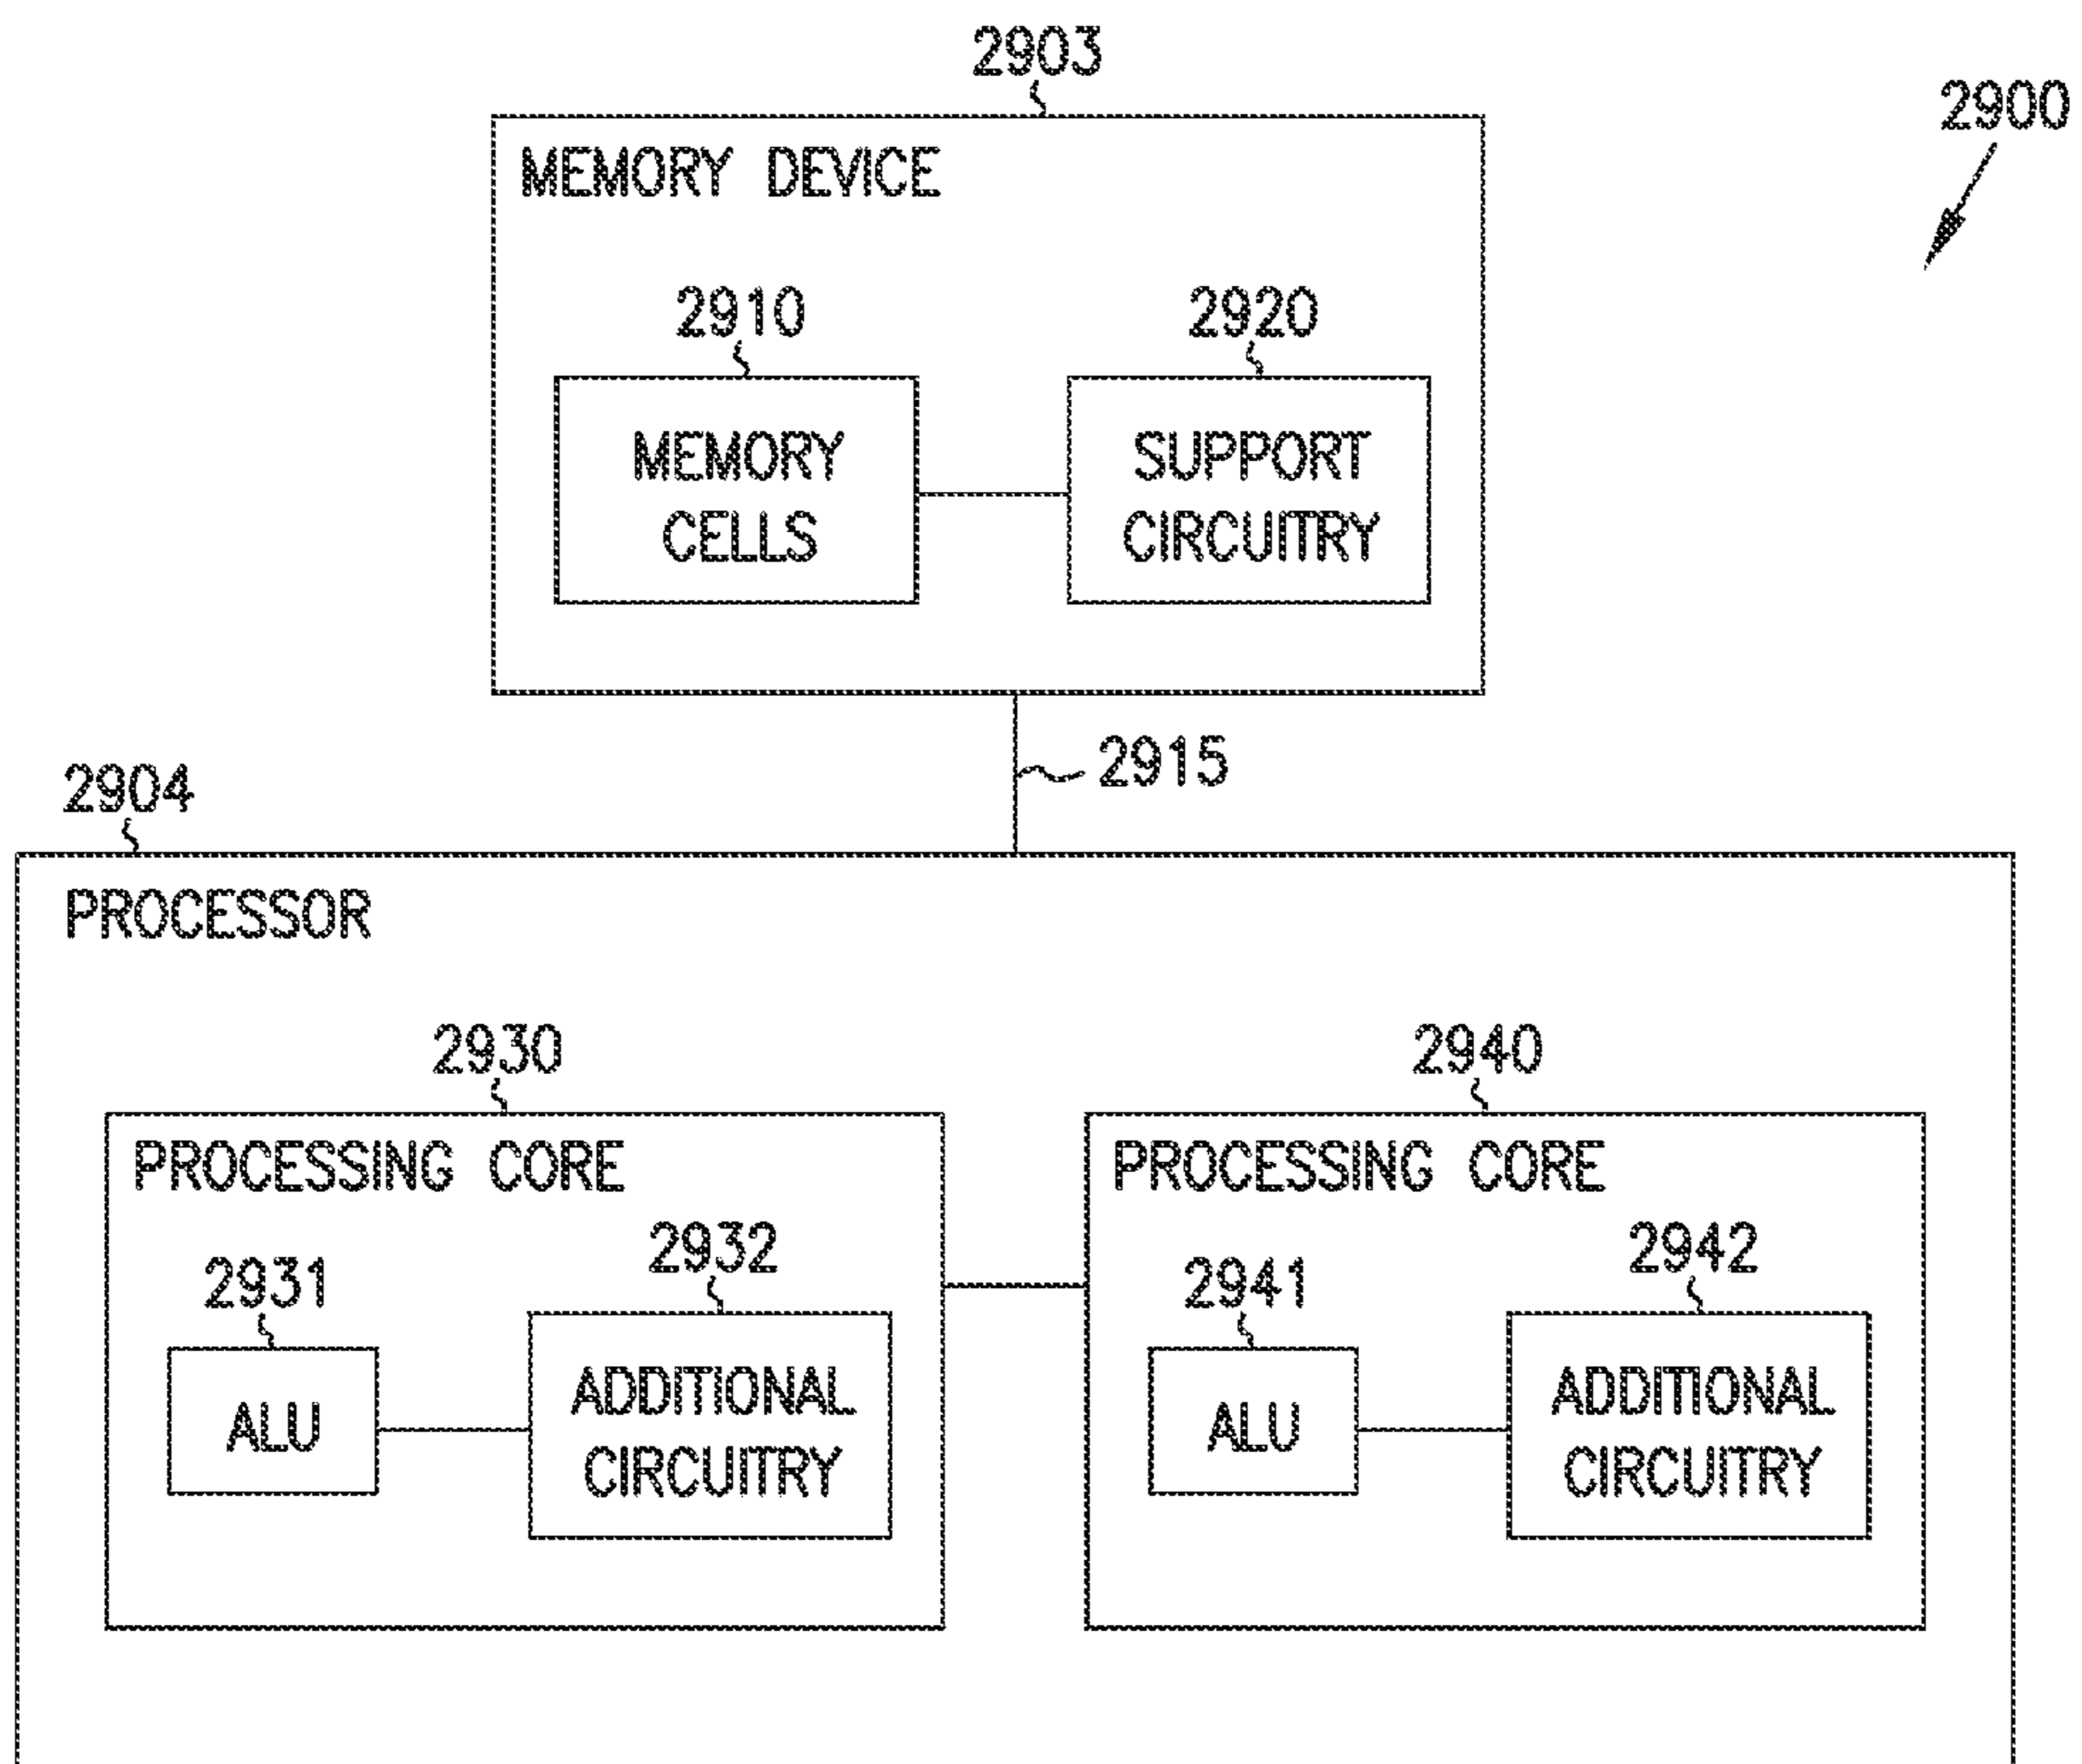 2903
2900
MEMORY DEVICE
2910
2920
MEMORY
CELLS
SUPPORT
CIRCUITRY
2915
2904
PROCESSOR
2930
2940
PROCESSING CORE
PROCESSING CORE
2931
2932
2941
2942
ALU
ADDITIONAL
CIRCUITRY
ALU
ADDITIONAL
CIRCUITRY